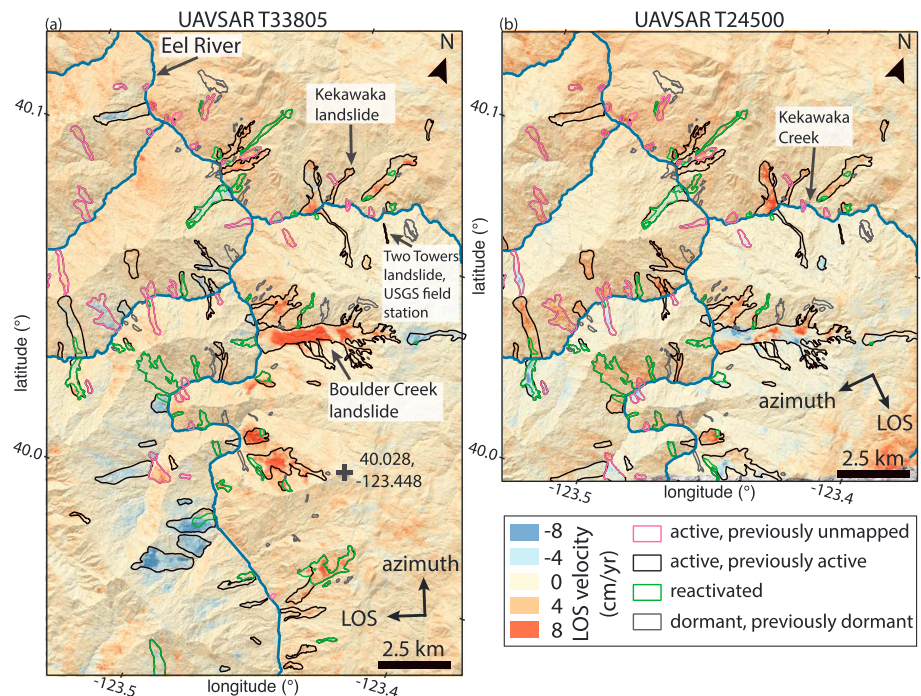 (a)
UAVSAR T33805
Eel River
N
40.1
Kekawaka
landslide
Two Towers
landslide,
USGS field
station
latitude (°)
Boulder Creek
landslide
40.0
40.028,
-123.448
azimuth
LOS
2.5 km
-123.5
longitude (°)
-123.4
(b)
UAVSAR T24500
N
40.1
Kekawaka
Creek
latitude (°)
azimuth
LOS
40.0
2.5 km
-123.5
longitude (°)
-123.4
-8
-4
0
4
8
LOS velocity
(cm/yr)
active, previously unmapped
active, previously active
reactivated
dormant, previously dormant